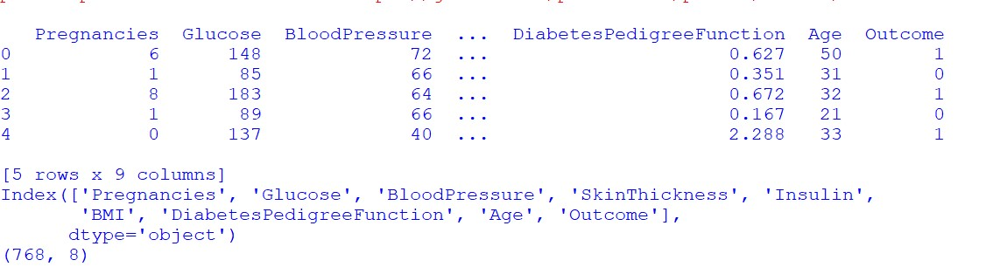 Pregnancies Glucose BloodPressure ... DiabetesPedigreeFunction Age Outcome
0 6 148 72 ... 0.627 50 1
1 1 85 66 ... 0.351 31 0
2 8 183 64 ... 0.672 32 1
3 1 89 66 ... 0.167 21 0
4 0 137 40 ... 2.288 33 1
[5 rows x 9 columns]
Index(['Pregnancies', 'Glucose', 'BloodPressure', 'SkinThickness', 'Insulin',
'BMI', 'DiabetesPedigreeFunction', 'Age', 'Outcome'],
dtype='object')
(768, 8)